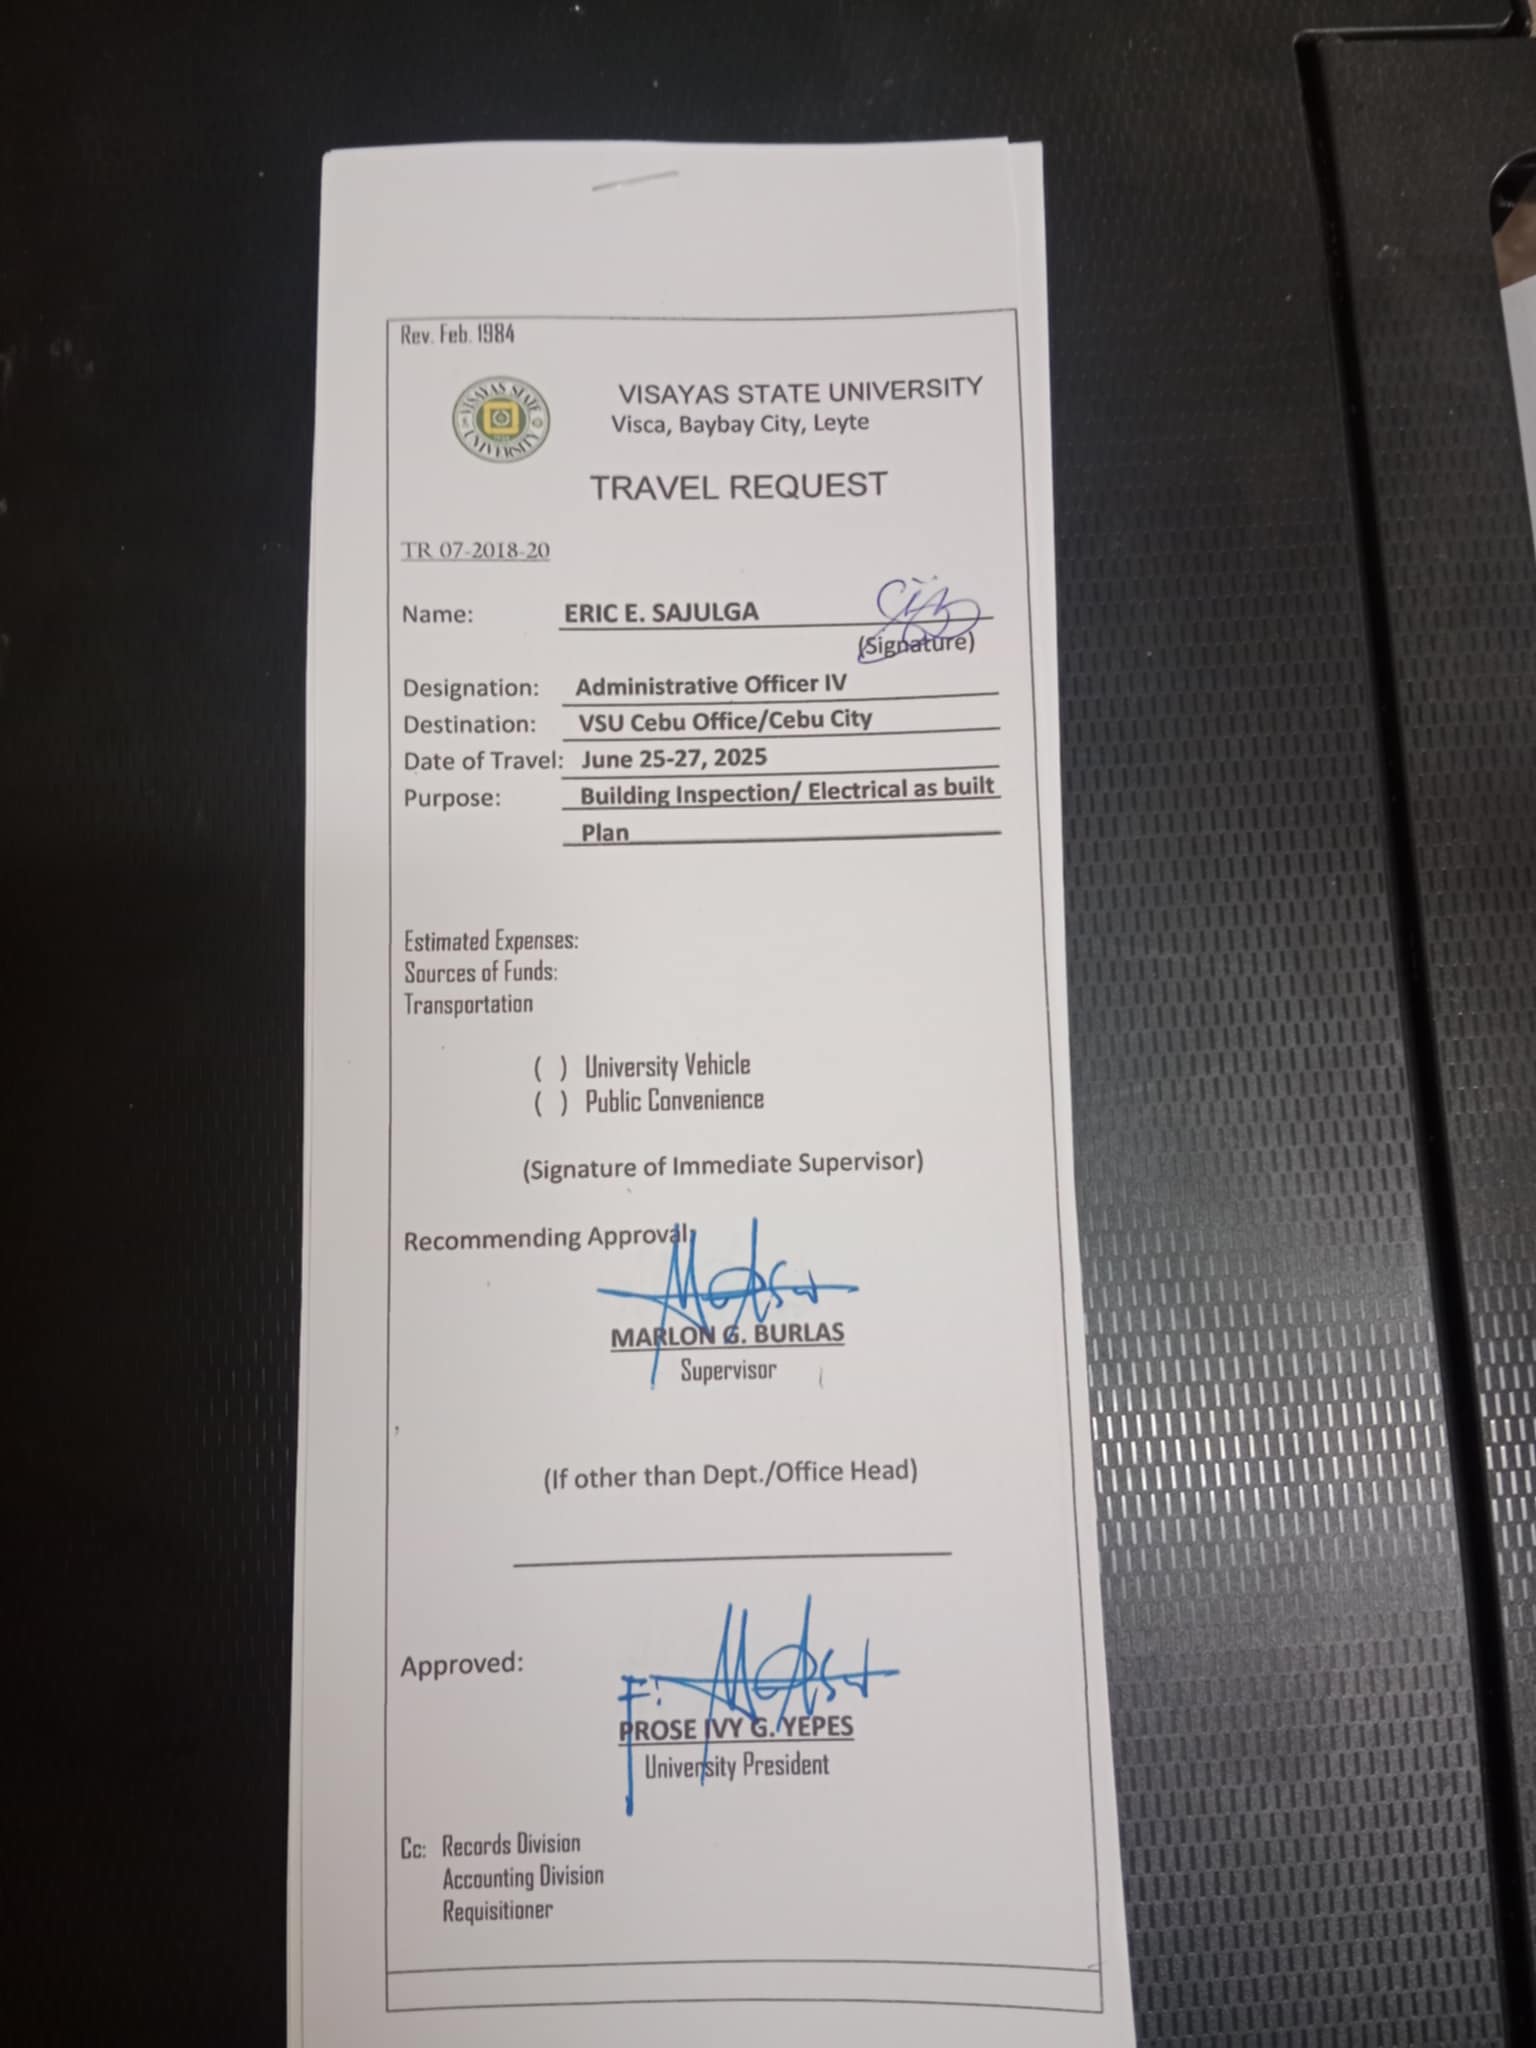 Rev. Feb. 1984
VISAYAS STATE UNIVERSITY
VISAYAS STATE UNIVERSITY
Visca, Baybay City, Leyte
TRAVEL REQUEST
TR 07-2018-20
Name: ERIC E. SAJULGA
(Signature)
Designation: Administrative Officer IV
Destination: VSU Cebu Office/Cebu City
Date of Travel: June 25-27, 2025
Purpose: Building Inspection/ Electrical as built
Plan
Estimated Expenses:
Sources of Funds:
Transportation
( ) University Vehicle
( ) Public Convenience
(Signature of Immediate Supervisor)
Recommending Approval:
MARLON G. BURLAS
Supervisor
(If other than Dept./Office Head)
Approved:
PROSE IVY G. YEPES
University President
Cc: Records Division
Accounting Division
Requisitioner